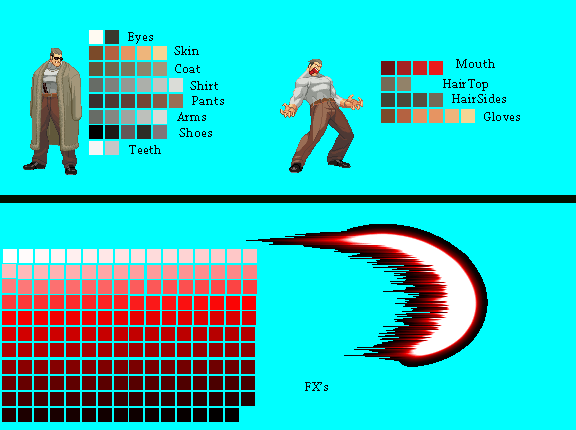 Eyes
Skin
Coat
Shirt
Pants
Arms
Shoes
Teeth
Mouth
HairTop
HairSides
Gloves
FX's